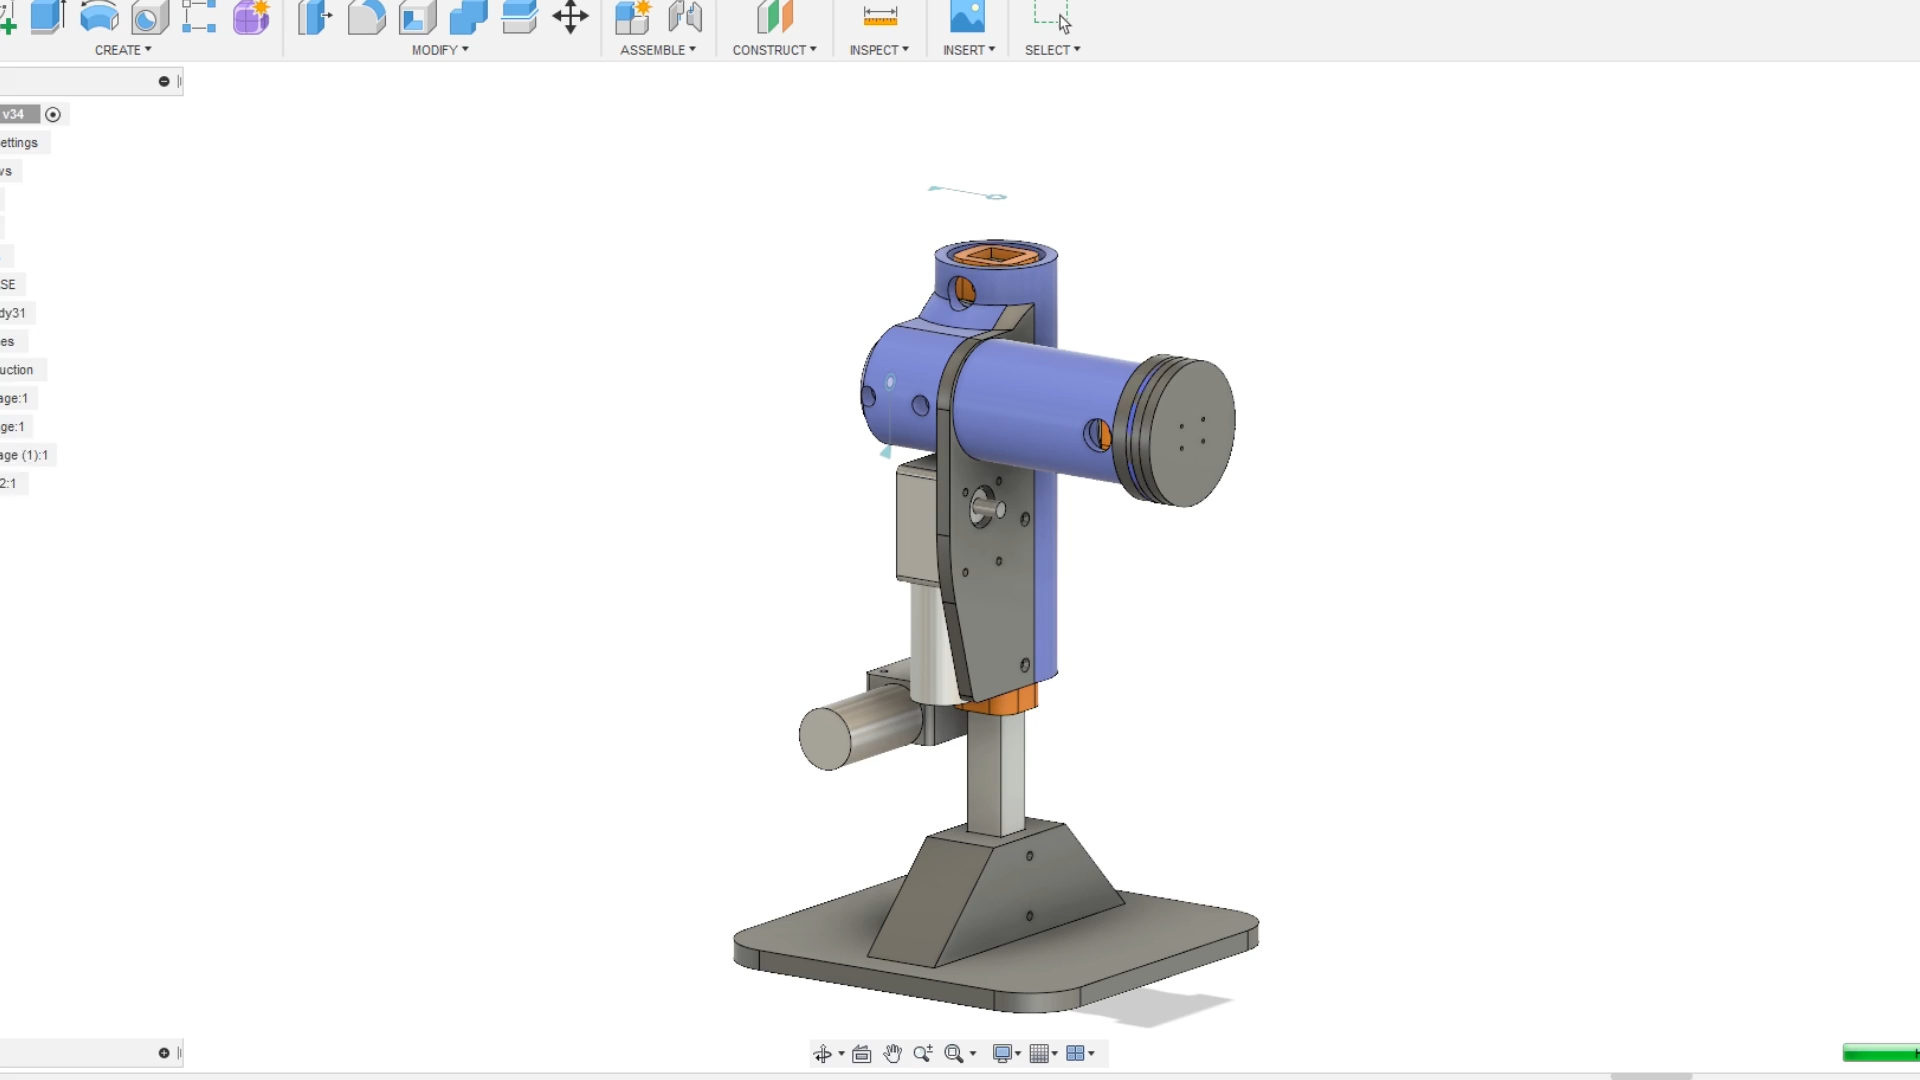 CREATE ▾ MODIFY ▾ ASSEMBLE ▾ CONSTRUCT ▾ INSPECT ▾ INSERT ▾ SELECT ▾
v34
ettings
ws
SE
dy31
es
uction
age:1
ge:1
age (1):1
2:1